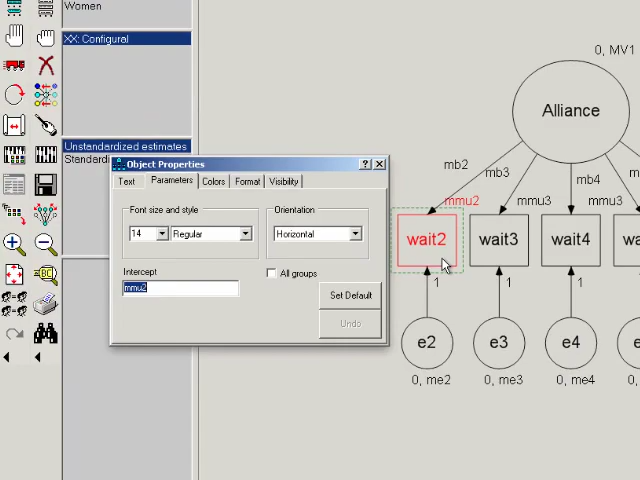 Women
XX: Configural
Unstandardized estimates
Standardi
Object Properties
Text
Parameters
Colors
Format
Visibility
Font size and style
14
Regular
Orientation
Horizontal
Intercept
mmu2
All groups
Set Default
Undo
0, MV1
Alliance
mb2
mb3
mb4
mmu2
mmu3
mmu3
wait2
wait3
wait4
wa
1
1
1
e2
e3
e4
e
0, me2
0, me3
0, me4
0,